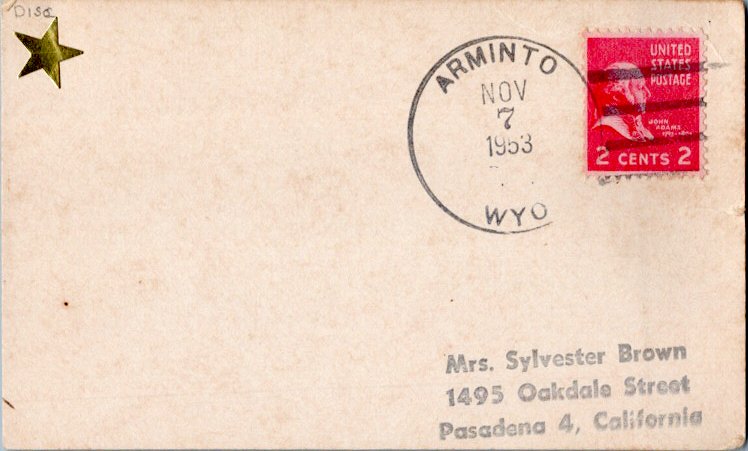 Disc
ARMINTO
NOV
7
1953
WYO
UNITED
STATES
POSTAGE
JOHN
ADAMS
2 CENTS 2
Mrs. Sylvester Brown
1495 Oakdale Street
Pasadena 4, California